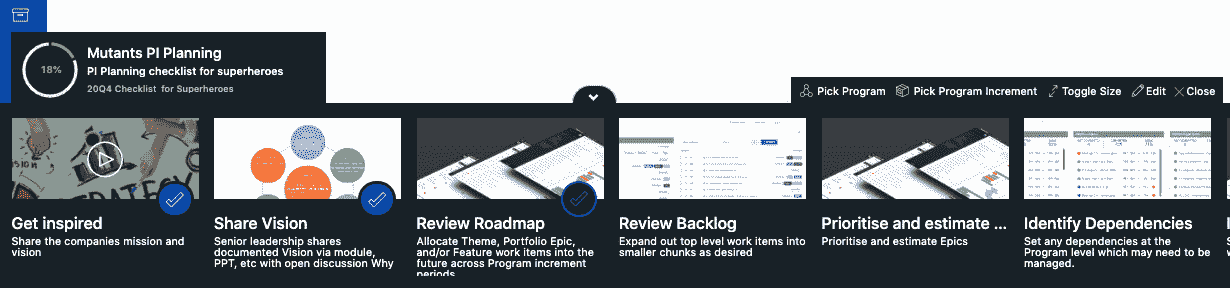 18%
Mutants PI Planning
PI Planning checklist for superheroes
20Q4 Checklist for Superheroes
Pick Program
Pick Program Increment
Toggle Size
Edit
Close
STRATEGY
Get inspired
Share the companies mission and
vision
Share Vision
Senior leadership shares
documented Vision via module,
PPT, etc with open discussion Why
Review Roadmap
Allocate Theme, Portfolio Epic,
and/or Feature work items into the
future across Program increment
periods
Review Backlog
Expand out top level work items into
smaller chunks as desired
Prioritise and estimate ...
Prioritise and estimate Epics
Identify Dependencies
Set any dependencies at the
Program level which may need to be
managed.